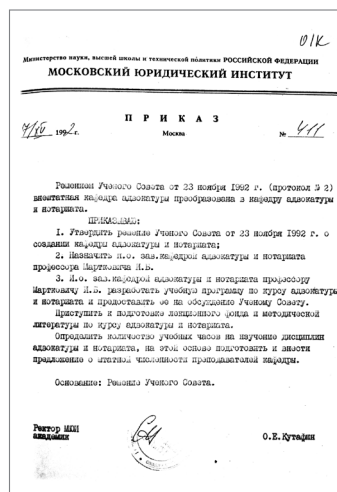 Министерство науки, высшей школы и технической политики РОССИЙСКОЙ ФЕДЕРАЦИИ
МОСКОВСКИЙ ЮРИДИЧЕСКИЙ ИНСТИТУТ
П Р И К А З
7/XII 1992 г. Москва № 411
Решением Ученого Совета от 23 ноября 1992 г. (протокол № 2)
внештатная кафедра адвокатуры преобразована в кафедру адвокатуры
и нотариата.
ПРИКАЗЫВАЮ:
1. Утвердить решение Ученого Совета от 23 ноября 1992 г. о
создании кафедры адвокатуры и нотариата;
2. Назначить и.о. зав.кафедрой адвокатуры и нотариата
профессора Мартковича И.Б.
3. И.о. зав.кафедрой адвокатуры и нотариата профессору
Мартковичу И.Б. разработать учебную программу по курсу адвокатуры
и нотариата и предоставить ее на обсуждение Ученому Совету.
Приступить к подготовке лекционного фонда и методической
литературы по курсу адвокатуры и нотариата.
Определить количество учебных часов на изучение дисциплин
адвокатуры и нотариата, на этой основе подготовить и внести
предложение о штатной численности преподавателей кафедры.
Основание: Решение Ученого Совета.
Ректор МЮИ
академик О.Е.Кутафин